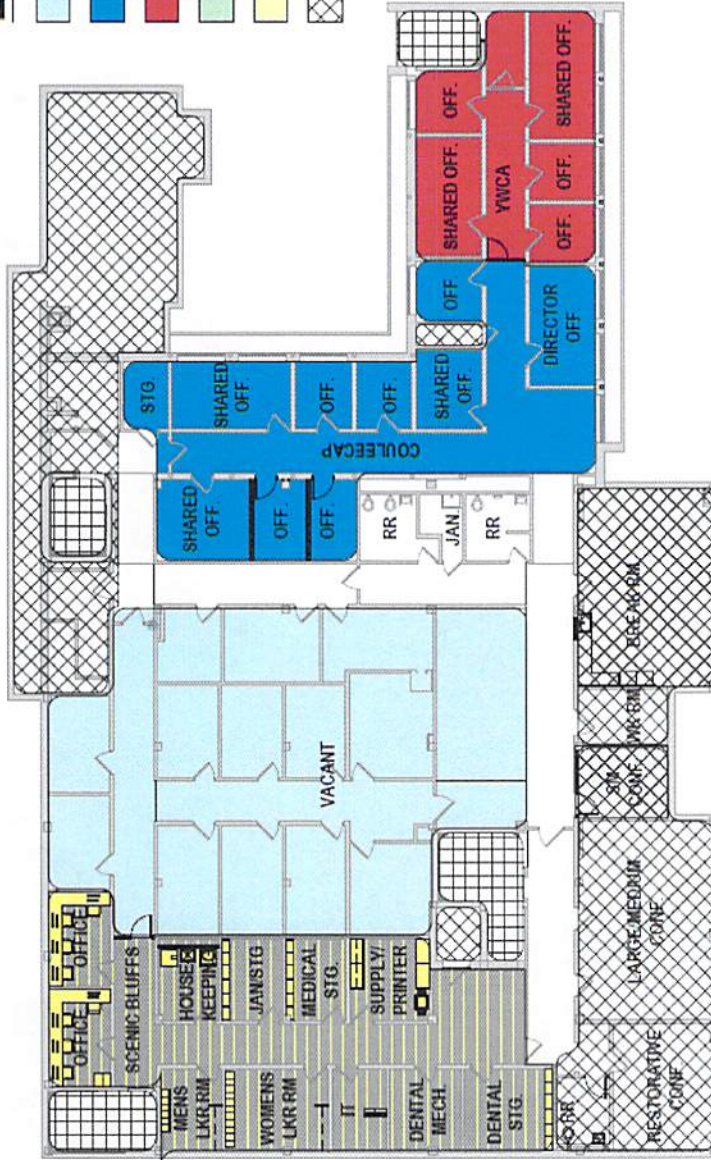 SHARED OFF.
OFF.
OFF.
SHARED OFF.
OFF.
YWCA
OFF.
DIRECTOR
OFF.
SHARED
OFF.
STG.
SHARED
OFF.
OFF.
OFF.
COULEECAP
SHARED
OFF.
OFF.
OFF.
RR
JAN.
RR
BREAK RM
WK RM
SM
CONF
LARGE/MEDIUM
CONF
RESTORATIVE
CONF
RR
VACANT
OFFICE
OFFICE
SCENIC BLUFFS
HOUSE
KEEPING
JAN/STG
MEDICAL
STG.
SUPPLY/
PRINTER
MENS
LKR RM
WOMENS
LKR RM
IT
DENTAL
MECH.
DENTAL
STG.